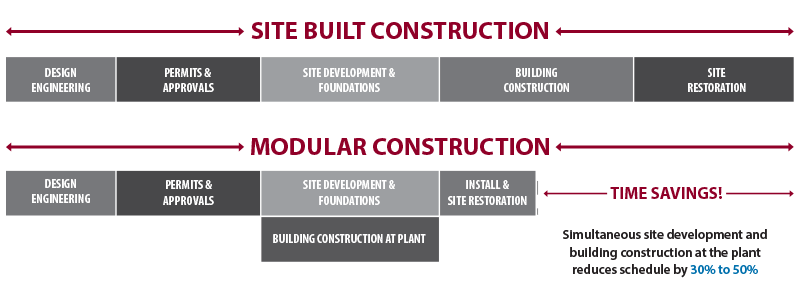 SITE BUILT CONSTRUCTION
DESIGN
ENGINEERING
PERMITS &
APPROVALS
SITE DEVELOPMENT &
FOUNDATIONS
BUILDING
CONSTRUCTION
SITE
RESTORATION
MODULAR CONSTRUCTION
DESIGN
ENGINEERING
PERMITS &
APPROVALS
SITE DEVELOPMENT &
FOUNDATIONS
INSTALL &
SITE RESTORATION
TIME SAVINGS!
BUILDING CONSTRUCTION AT PLANT
Simultaneous site development and
building construction at the plant
reduces schedule by 30% to 50%